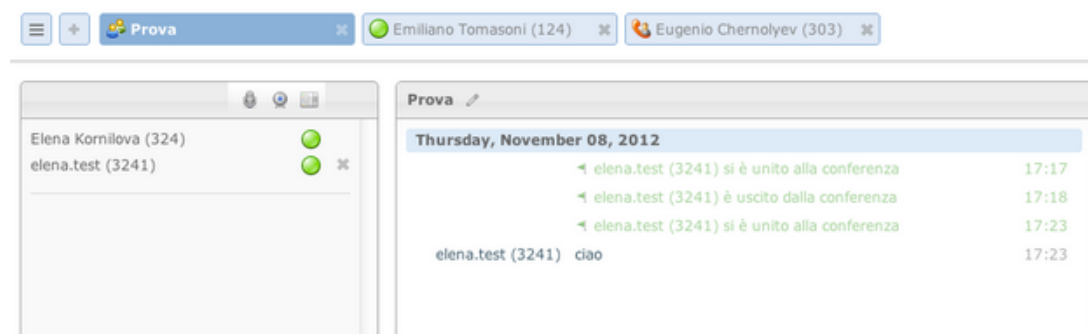 Prova
Emiliano Tomasoni (124)
Eugenio Chernolyev (303)
Elena Kornilova (324)
elena.test (3241)
Prova
Thursday, November 08, 2012
elena.test (3241) si è unito alla conferenza 17:17
elena.test (3241) è uscito dalla conferenza 17:18
elena.test (3241) si è unito alla conferenza 17:23
elena.test (3241) ciao 17:23